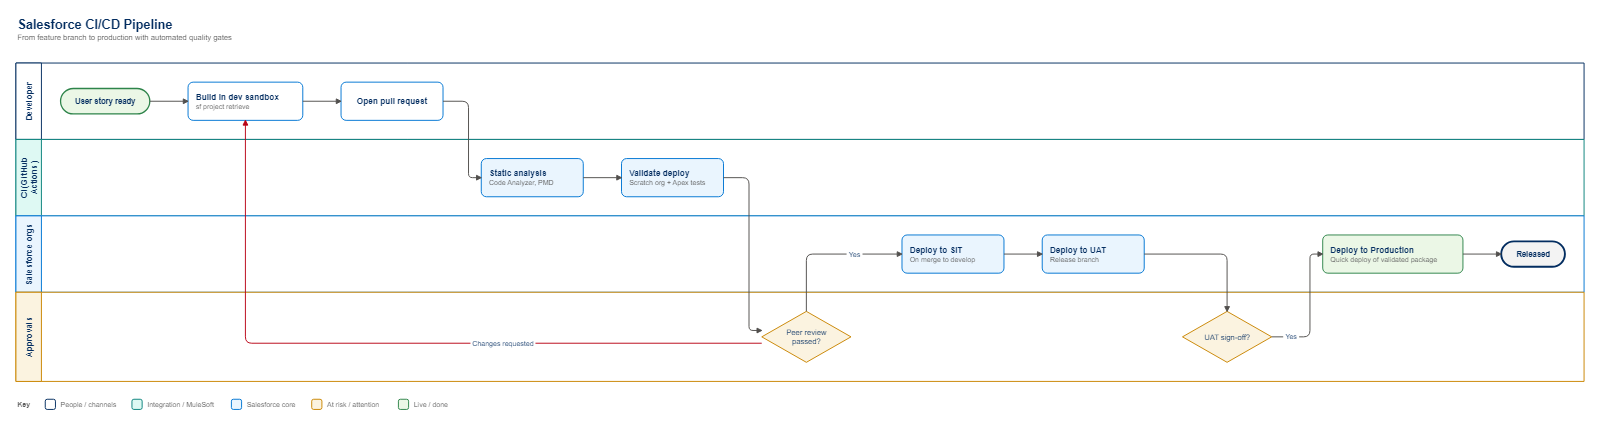 Salesforce CI/CD Pipeline
From feature branch to production with automated quality gates
Developer
User story ready
Build in dev sandbox
sf project retrieve
Open pull request
CI (GitHub
Actions)
Static analysis
Code Analyzer, PMD
Validate deploy
Scratch org + Apex tests
Salesforce orgs
Yes
Deploy to SIT
On merge to develop
Deploy to UAT
Release branch
Deploy to Production
Quick deploy of validated package
Released
Approvals
Changes requested
Peer review
passed?
UAT sign-off?
Yes
Key
People / channels
Integration / MuleSoft
Salesforce core
At risk / attention
Live / done